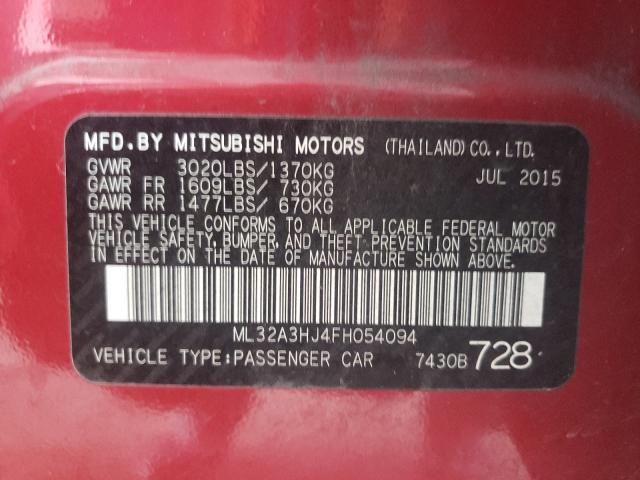 MFD.BY MITSUBISHI MOTORS (THAILAND)CO.,LTD.
GVWR 3020LBS/1370KG JUL 2015
GAWR FR 1609LBS/ 730KG
GAWR RR 1477LBS/ 670KG
THIS VEHICLE CONFORMS TO ALL APPLICABLE FEDERAL MOTOR
VEHICLE SAFETY,BUMPER,AND THEFT PREVENTION STANDARDS
IN EFFECT ON THE DATE OF MANUFACTURE SHOWN ABOVE.
ML32A3HJ4FH054094
VEHICLE TYPE:PASSENGER CAR 7430B 728